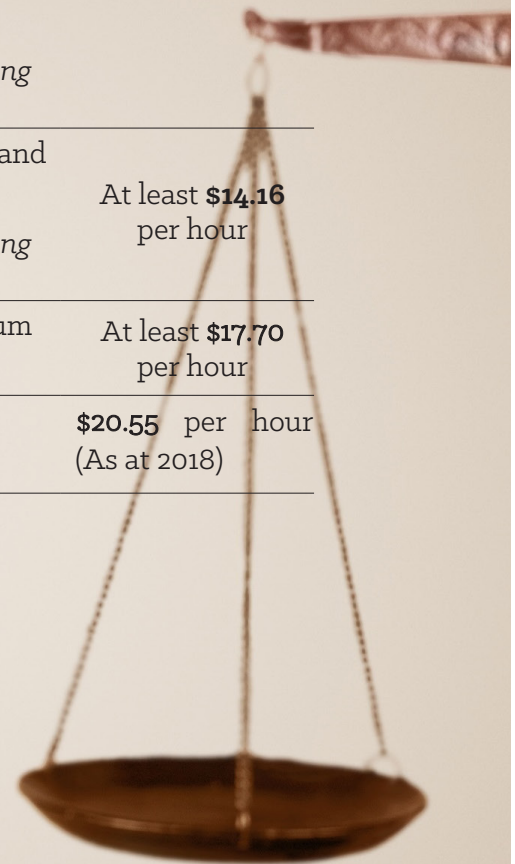 ng
and
At least $14.16
per hour
ng
um
At least $17.70
per hour
$20.55 per hour
(As at 2018)